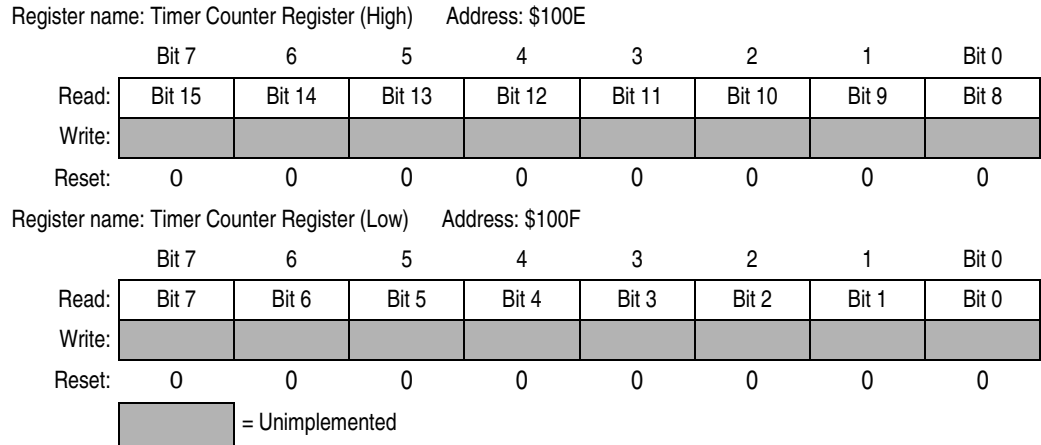 Register name: Timer Counter Register (High) Address: $100E
Bit 7 6 5 4 3 2 1 Bit 0
Read: Bit 15 Bit 14 Bit 13 Bit 12 Bit 11 Bit 10 Bit 9 Bit 8
Write:
Reset: 0 0 0 0 0 0 0 0
Register name: Timer Counter Register (Low) Address: $100F
Bit 7 6 5 4 3 2 1 Bit 0
Read: Bit 7 Bit 6 Bit 5 Bit 4 Bit 3 Bit 2 Bit 1 Bit 0
Write:
Reset: 0 0 0 0 0 0 0 0
= Unimplemented